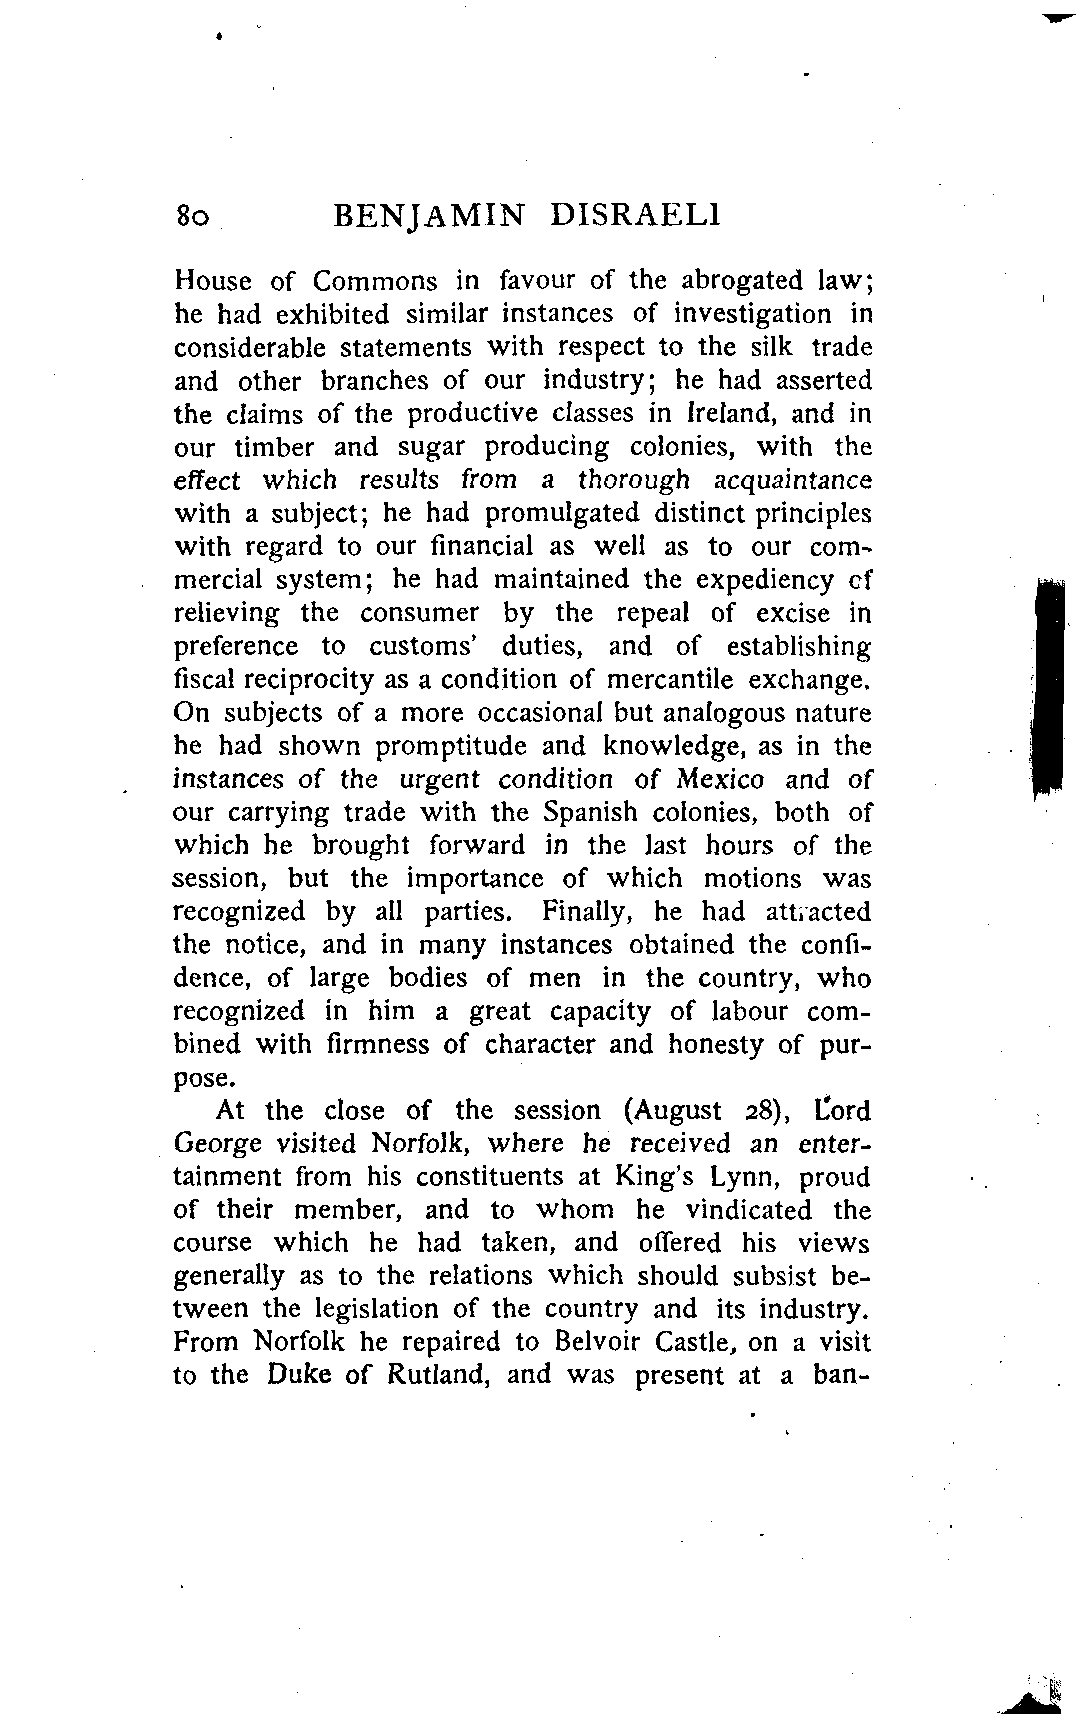 80 BENJAMIN DISRAELI
House of Commons in favour of the abrogated law;
he had exhibited similar instances of investigation in
considerable statements with respect to the silk trade
and other branches of our industry; he had asserted
the claims of the productive classes in Ireland, and in
our timber and sugar producing colonies, with the
effect which results from a thorough acquaintance
with a subject; he had promulgated distinct principles
with regard to our financial as well as to our com-
mercial system; he had maintained the expediency of
relieving the consumer by the repeal of excise in
preference to customs' duties, and of establishing
fiscal reciprocity as a condition of mercantile exchange.
On subjects of a more occasional but analogous nature
he had shown promptitude and knowledge, as in the
instances of the urgent condition of Mexico and of
our carrying trade with the Spanish colonies, both of
which he brought forward in the last hours of the
session, but the importance of which motions was
recognized by all parties. Finally, he had attracted
the notice, and in many instances obtained the confi-
dence, of large bodies of men in the country, who
recognized in him a great capacity of labour com-
bined with firmness of character and honesty of pur-
pose.
At the close of the session (August 28), Lord
George visited Norfolk, where he received an enter-
tainment from his constituents at King's Lynn, proud
of their member, and to whom he vindicated the
course which he had taken, and offered his views
generally as to the relations which should subsist be-
tween the legislation of the country and its industry.
From Norfolk he repaired to Belvoir Castle, on a visit
to the Duke of Rutland, and was present at a ban-